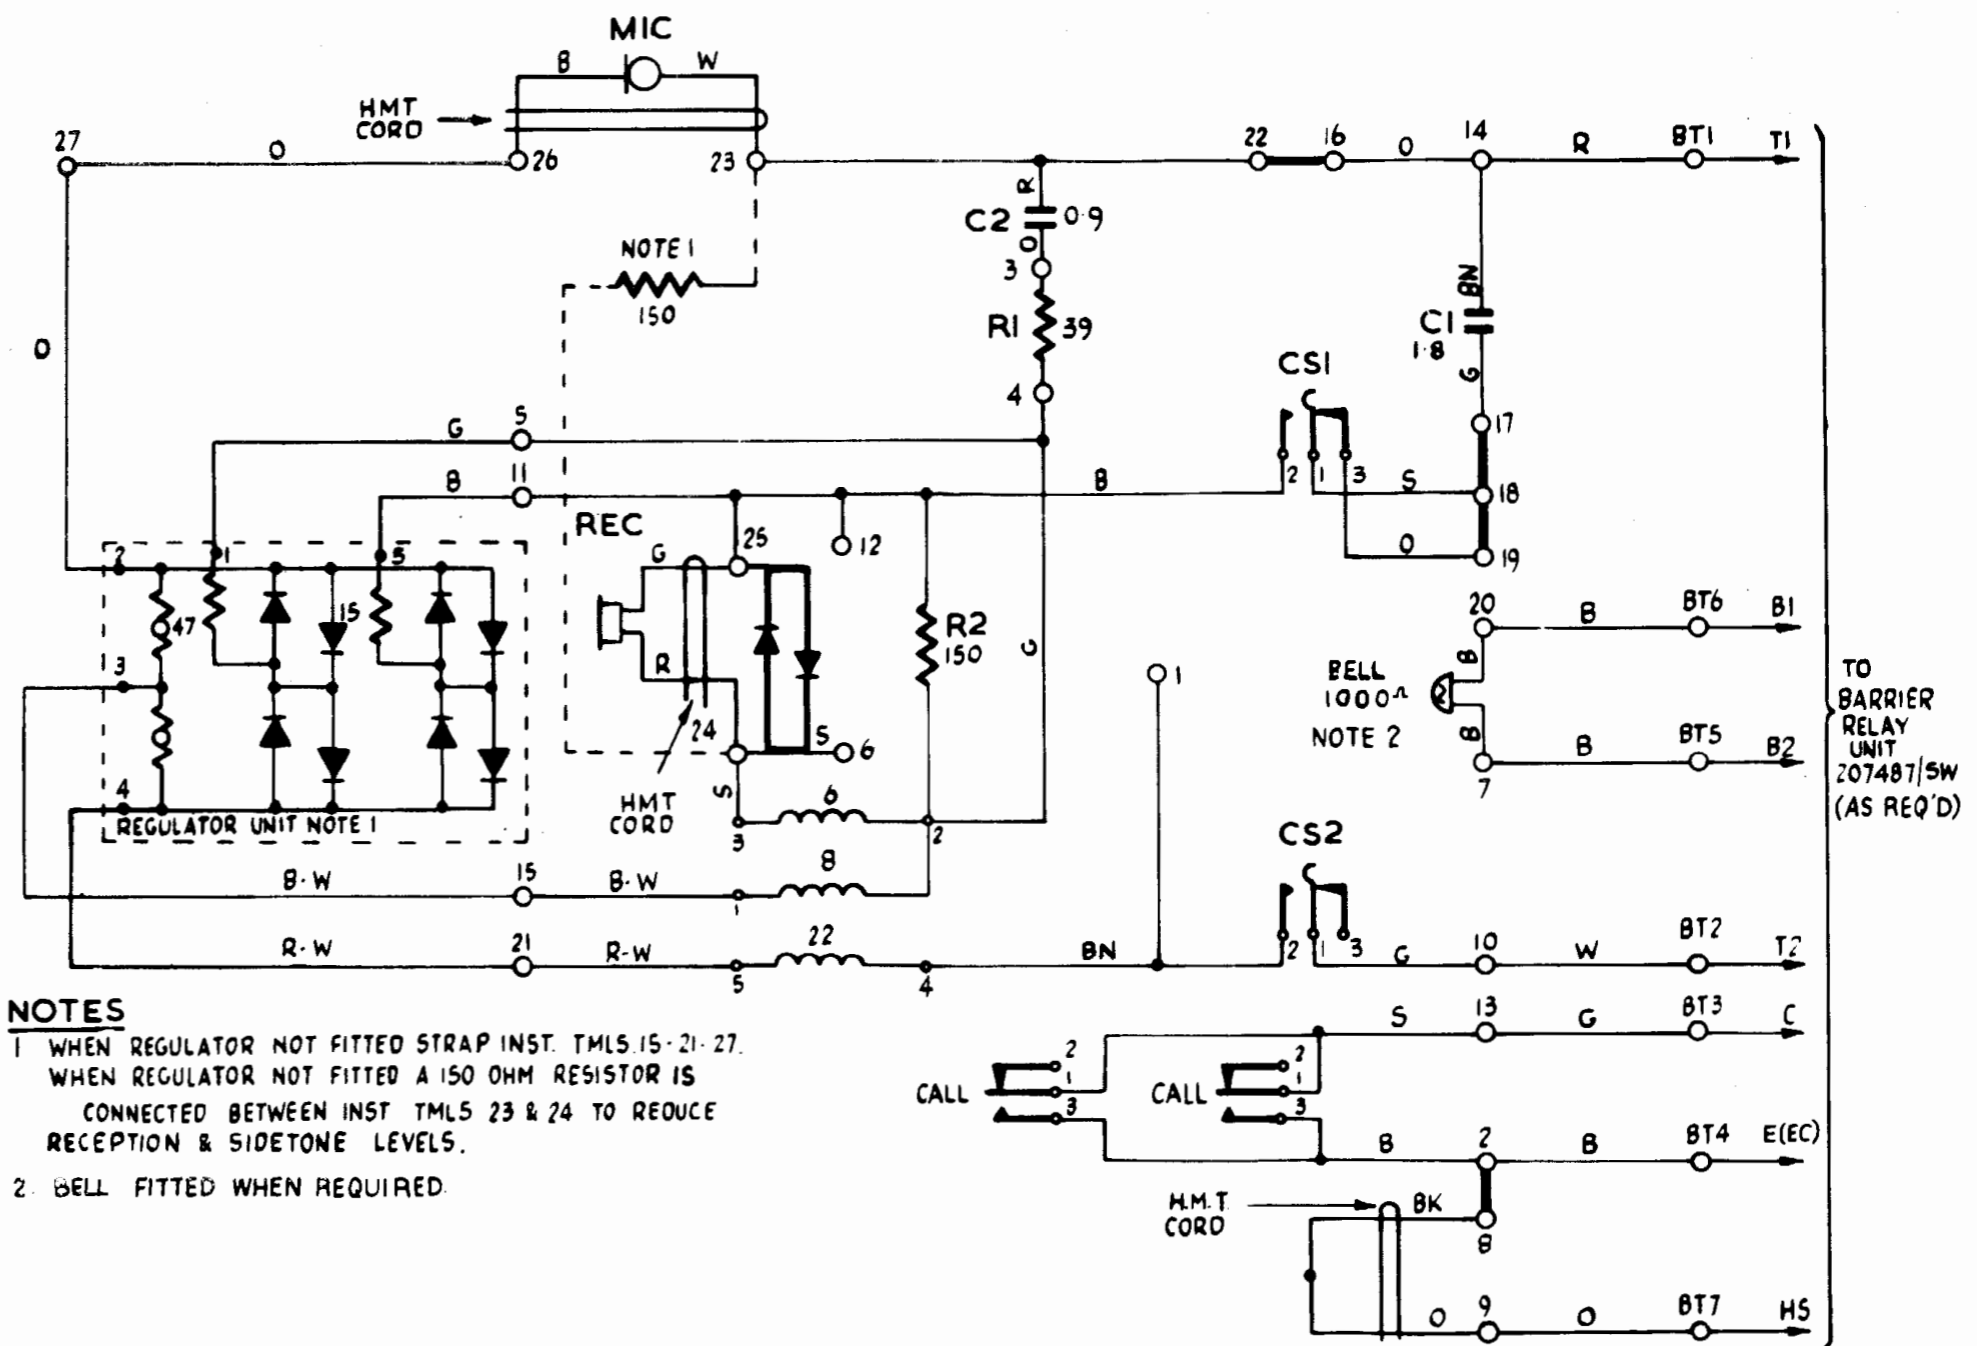 MIC
B
W
HMT
CORD
27
O
26
23
22
16
O
14
R
BT1
T1
R
C2
0.9
O
3
NOTE 1
150
R1
39
4
BN
C1
1.8
G
CS1
17
O
G
5
B
11
B
2
1
3
S
18
O
19
REC
25
12
G
2
1
5
47
15
3
4
R
24
R2
150
G
1
S
6
HMT
CORD
S
6
3
2
REGULATOR UNIT NOTE 1
20
B
BT6
B1
B
BELL
1000Ω
NOTE 2
B
7
B
BT5
B2
TO
BARRIER
RELAY
UNIT
207487/SW
(AS REQ'D)
B-W
15
B-W
8
1
CS2
R-W
21
R-W
22
5
4
BN
2
1
3
G
10
W
BT2
T2
S
13
G
BT3
C
CALL
2
1
3
CALL
2
1
3
B
2
B
BT4
E(EC)
H.M.T
CORD
BK
8
O
9
O
BT7
HS
NOTES
1 WHEN REGULATOR NOT FITTED STRAP INST. TMLS.15-21-27.
WHEN REGULATOR NOT FITTED A 150 OHM RESISTOR IS
CONNECTED BETWEEN INST TMLS 23 & 24 TO REDUCE
RECEPTION & SIDETONE LEVELS.
2. BELL FITTED WHEN REQUIRED.